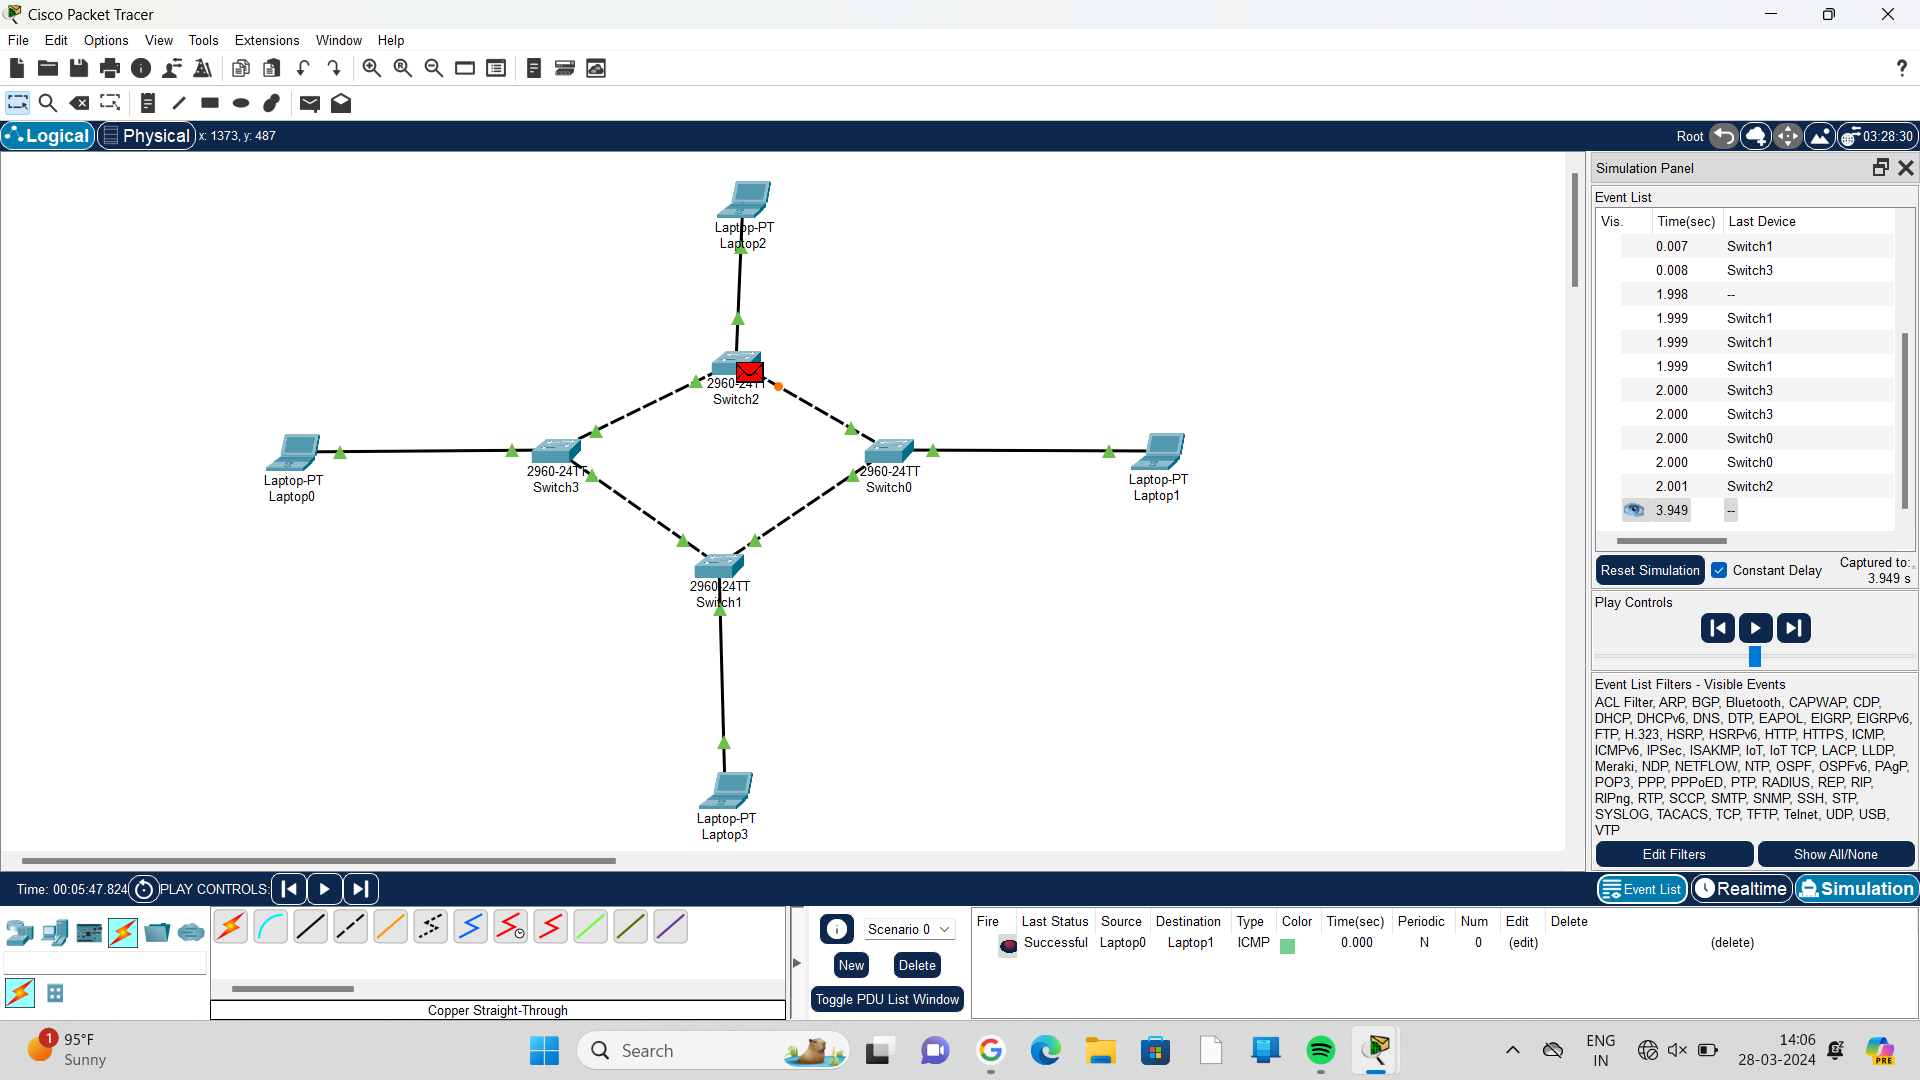 Cisco Packet Tracer
File Edit Options View Tools Extensions Window Help
?
Logical Physical x: 1373, y: 487 Root 03:28:30
Laptop-PT
Laptop2
2960-24TT
Switch2
Laptop-PT
Laptop0
2960-24TT
Switch3
2960-24TT
Switch0
Laptop-PT
Laptop1
2960-24TT
Switch1
Laptop-PT
Laptop3
Simulation Panel
Event List
Vis. Time(sec) Last Device
0.007 Switch1
0.008 Switch3
1.998 --
1.999 Switch1
1.999 Switch1
1.999 Switch1
2.000 Switch3
2.000 Switch3
2.000 Switch0
2.000 Switch0
2.001 Switch2
3.949 --
Reset Simulation Constant Delay Captured to:
3.949 s
Play Controls
Event List Filters - Visible Events
ACL Filter, ARP, BGP, Bluetooth, CAPWAP, CDP,
DHCP, DHCPv6, DNS, DTP, EAPOL, EIGRP, EIGRPv6,
FTP, H.323, HSRP, HSRPv6, HTTP, HTTPS, ICMP,
ICMPv6, IPSec, ISAKMP, IoT, IoT TCP, LACP, LLDP,
Meraki, NDP, NETFLOW, NTP, OSPF, OSPFv6, PAgP,
POP3, PPP, PPPoED, PTP, RADIUS, REP, RIP,
RIPng, RTP, SCCP, SMTP, SNMP, SSH, STP,
SYSLOG, TACACS, TCP, TFTP, Telnet, UDP, USB,
VTP
Edit Filters Show All/None
Time: 00:05:47.824 PLAY CONTROLS: Event List Realtime Simulation
Copper Straight-Through
Scenario 0
New Delete
Toggle PDU List Window
Fire Last Status Source Destination Type Color Time(sec) Periodic Num Edit Delete
Successful Laptop0 Laptop1 ICMP 0.000 N 0 (edit) (delete)
1
95°F
Sunny
Search
ENG
IN
14:06
28-03-2024
PRE